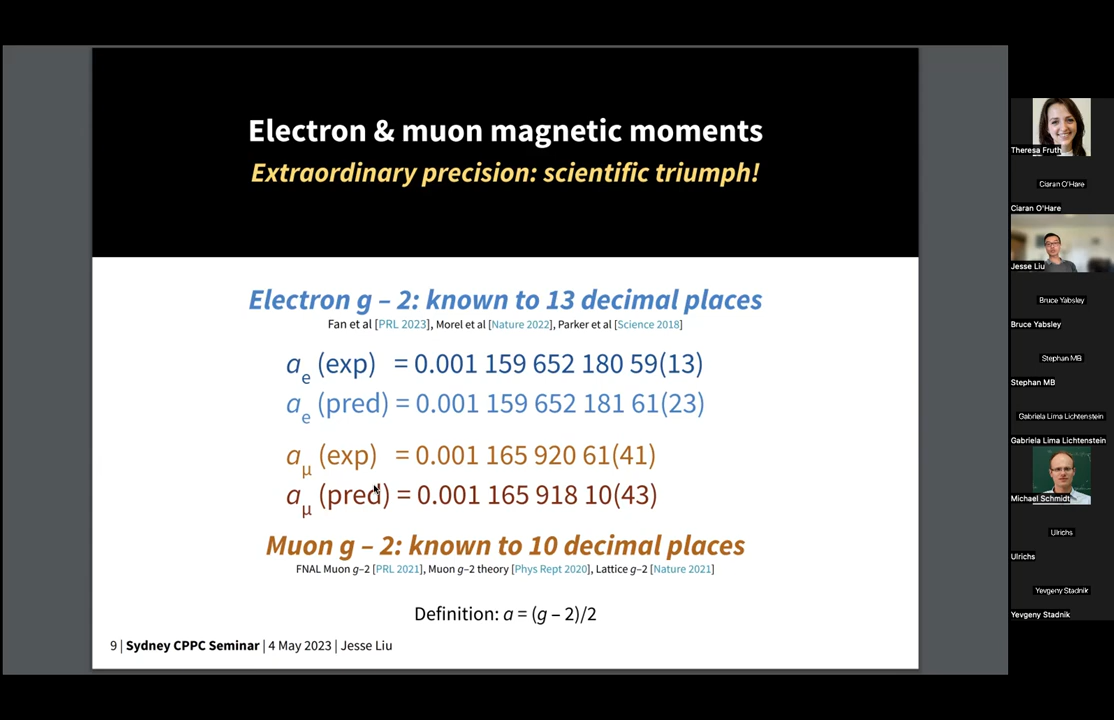 Electron & muon magnetic moments
Extraordinary precision: scientific triumph!
Electron g – 2: known to 13 decimal places
Fan et al [PRL 2023], Morel et al [Nature 2022], Parker et al [Science 2018]
ae (exp) = 0.001 159 652 180 59(13)
ae (pred) = 0.001 159 652 181 61(23)
aμ (exp) = 0.001 165 920 61(41)
aμ (pred) = 0.001 165 918 10(43)
Muon g – 2: known to 10 decimal places
FNAL Muon g–2 [PRL 2021], Muon g–2 theory [Phys Rept 2020], Lattice g–2 [Nature 2021]
Definition: a = (g – 2)/2
9 | Sydney CPPC Seminar | 4 May 2023 | Jesse Liu
Theresa Fruth
Ciaran O'Hare
Ciaran O'Hare
Jesse Liu
Bruce Yabsley
Bruce Yabsley
Stephan MB
Stephan MB
Gabriela Lima Lichtenstein
Gabriela Lima Lichtenstein
Michael Schmidt
Ulrichs
Ulrichs
Yevgeny Stadnik
Yevgeny Stadnik